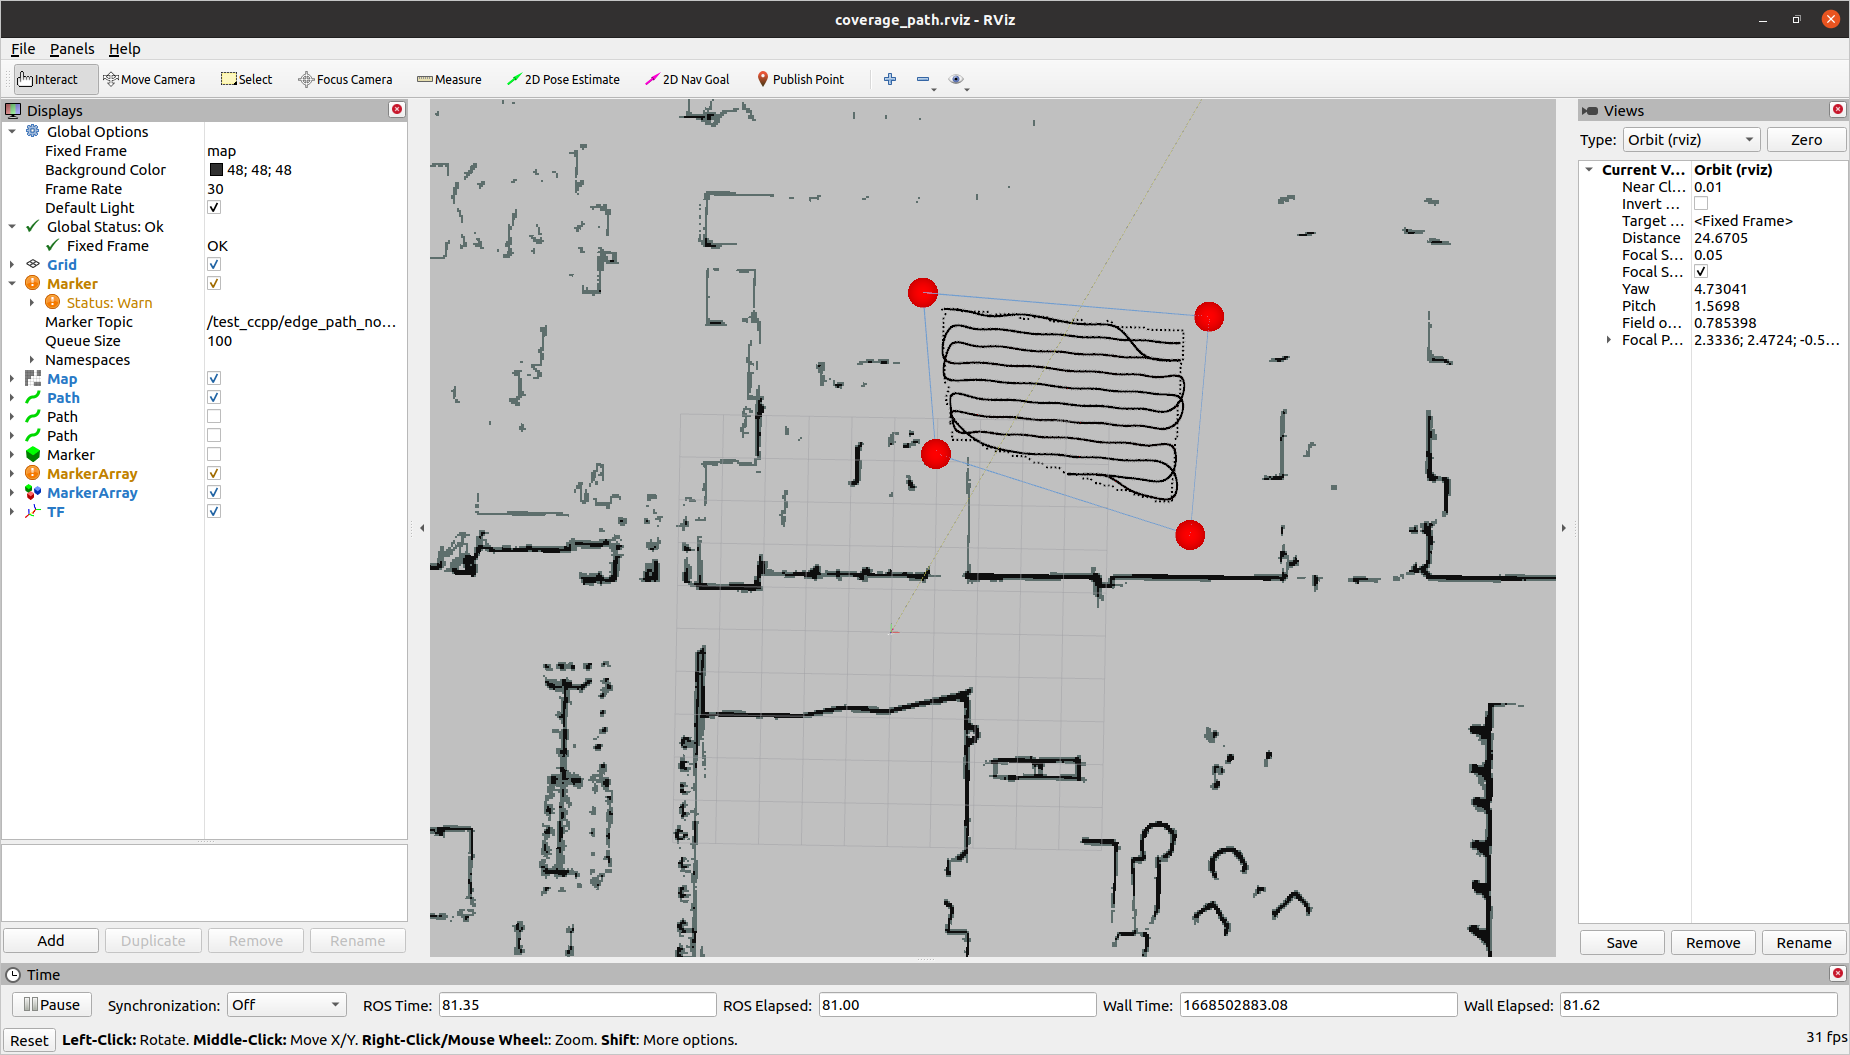 coverage_path.rviz - RViz
File Panels Help
Interact Move Camera Select Focus Camera Measure 2D Pose Estimate 2D Nav Goal Publish Point
Displays
Global Options
Fixed Frame map
Background Color 48; 48; 48
Frame Rate 30
Default Light
Global Status: Ok
Fixed Frame OK
Grid
Marker
Status: Warn
Marker Topic /test_ccpp/edge_path_no...
Queue Size 100
Namespaces
Map
Path
Path
Path
Marker
MarkerArray
MarkerArray
TF
Add Duplicate Remove Rename
Views
Type: Orbit (rviz) Zero
Current V... Orbit (rviz)
Near Cl... 0.01
Invert ...
Target ... <Fixed Frame>
Distance 24.6705
Focal S... 0.05
Focal S...
Yaw 4.73041
Pitch 1.5698
Field o... 0.785398
Focal P... 2.3336; 2.4724; -0.5...
Save Remove Rename
Time
Pause Synchronization: Off ROS Time: 81.35 ROS Elapsed: 81.00 Wall Time: 1668502883.08 Wall Elapsed: 81.62
Reset Left-Click: Rotate. Middle-Click: Move X/Y. Right-Click/Mouse Wheel:: Zoom. Shift: More options. 31 fps